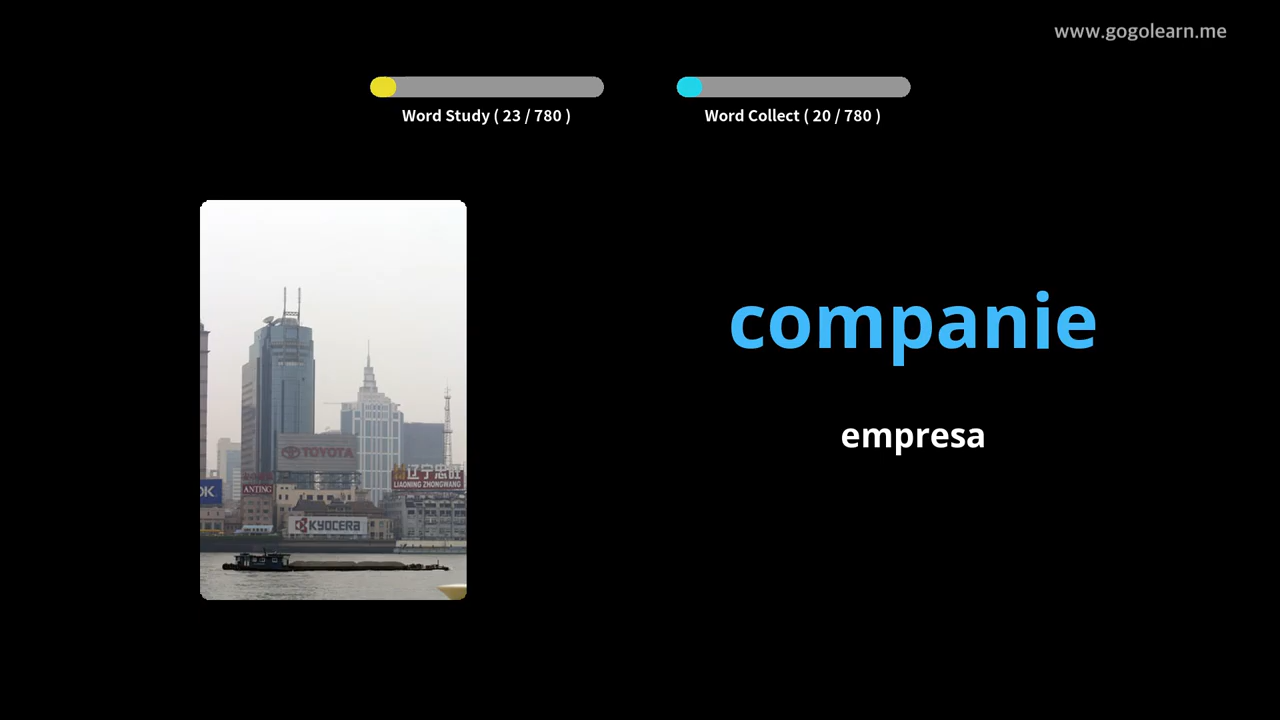 www.gogolearn.me
Word Study ( 23 / 780 )
Word Collect ( 20 / 780 )
companie
empresa
TOYOTA
OK
ANTING
辽宁忠旺
LIAONING ZHONGWANG
KYOCERA